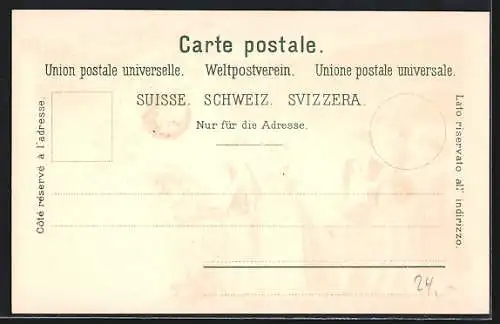 Carte postale.
Union postale universelle. Weltpostverein. Unione postale universale.
SUISSE. SCHWEIZ. SVIZZERA.
Nur für die Adresse.
Côté réservé à l'adresse.
Lato riservato all' indirizzo.
24.